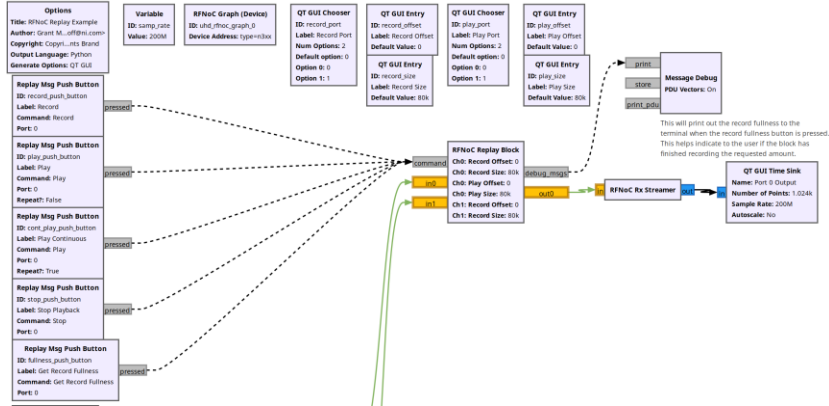 Options
Title: RFNoC Replay Example
Author: Grant M...off@ni.com>
Copyright: Copyri...nts Brand
Output Language: Python
Generate Options: QT GUI
Variable
ID: samp_rate
Value: 200M
RFNoC Graph (Device)
ID: uhd_rfnoc_graph_0
Device Address: type=n3xx
QT GUI Chooser
ID: record_port
Label: Record Port
Num Options: 2
Default option: 0
Option 0: 0
Option 1: 1
QT GUI Entry
ID: record_offset
Label: Record Offset
Default Value: 0
QT GUI Entry
ID: record_size
Label: Record Size
Default Value: 80k
QT GUI Chooser
ID: play_port
Label: Play Port
Num Options: 2
Default option: 0
Option 0: 0
Option 1: 1
QT GUI Entry
ID: play_offset
Label: Play Offset
Default Value: 0
QT GUI Entry
ID: play_size
Label: Play Size
Default Value: 80k
print
store
print_pdu
Message Debug
PDU Vectors: On
This will print out the record fullness to the
terminal when the record fullness button is pressed.
This helps indicate to the user if the block has
finished recording the requested amount.
Replay Msg Push Button
ID: record_push_button
Label: Record
Command: Record
Port: 0
pressed
Replay Msg Push Button
ID: play_push_button
Label: Play
Command: Play
Port: 0
Repeat?: False
pressed
Replay Msg Push Button
ID: cont_play_push_button
Label: Play Continuous
Command: Play
Port: 0
Repeat?: True
pressed
Replay Msg Push Button
ID: stop_push_button
Label: Stop Playback
Command: Stop
Port: 0
pressed
Replay Msg Push Button
ID: fullness_push_button
Label: Get Record Fullness
Command: Get Record Fullness
Port: 0
pressed
command
in0
in1
RFNoC Replay Block
Ch0: Record Offset: 0
Ch0: Record Size: 80k
Ch0: Play Offset: 0
Ch0: Play Size: 80k
Ch1: Record Offset: 0
Ch1: Record Size: 80k
debug_msgs
out0
in
RFNoC Rx Streamer
out
in
QT GUI Time Sink
Name: Port 0 Output
Number of Points: 1.024k
Sample Rate: 200M
Autoscale: No